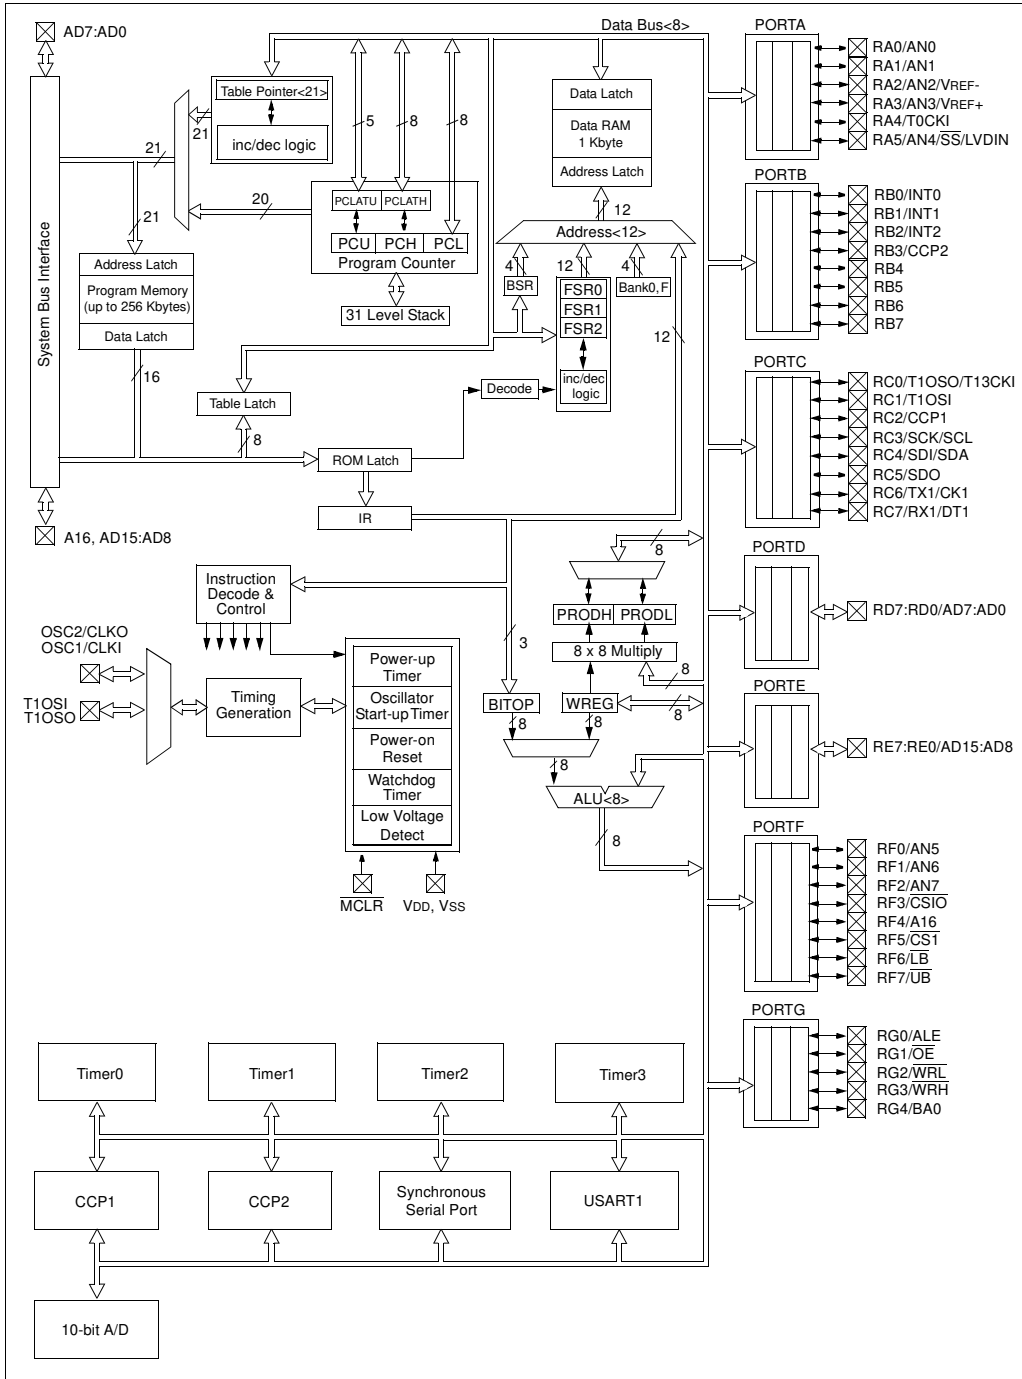 AD7:AD0
Data Bus<8>
PORTA
RA0/AN0
RA1/AN1
RA2/AN2/VREF-
RA3/AN3/VREF+
RA4/T0CKI
RA5/AN4/SS/LVDIN
Table Pointer<21>
inc/dec logic
21
21
21
20
5
8
8
Data Latch
Data RAM
1 Kbyte
Address Latch
12
Address<12>
4
12
4
BSR
FSR0
FSR1
FSR2
Bank0, F
inc/dec
logic
12
PCLATU
PCLATH
PCU
PCH
PCL
Program Counter
31 Level Stack
System Bus Interface
Address Latch
Program Memory
(up to 256 Kbytes)
Data Latch
16
Table Latch
8
Decode
ROM Latch
IR
A16, AD15:AD8
PORTB
RB0/INT0
RB1/INT1
RB2/INT2
RB3/CCP2
RB4
RB5
RB6
RB7
PORTC
RC0/T1OSO/T13CKI
RC1/T1OSI
RC2/CCP1
RC3/SCK/SCL
RC4/SDI/SDA
RC5/SDO
RC6/TX1/CK1
RC7/RX1/DT1
Instruction
Decode &
Control
OSC2/CLKO
OSC1/CLKI
T1OSI
T1OSO
Timing
Generation
Power-up
Timer
Oscillator
Start-up Timer
Power-on
Reset
Watchdog
Timer
Low Voltage
Detect
MCLR
VDD, VSS
3
8
PRODH
PRODL
8 x 8 Multiply
8
BITOP
WREG
8
8
8
8
ALU<8>
8
PORTD
RD7:RD0/AD7:AD0
PORTE
RE7:RE0/AD15:AD8
PORTF
RF0/AN5
RF1/AN6
RF2/AN7
RF3/CSIO
RF4/A16
RF5/CS1
RF6/LB
RF7/UB
PORTG
RG0/ALE
RG1/OE
RG2/WRL
RG3/WRH
RG4/BA0
Timer0
Timer1
Timer2
Timer3
CCP1
CCP2
Synchronous
Serial Port
USART1
10-bit A/D